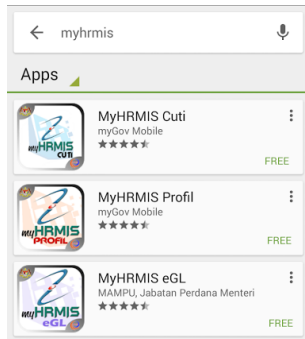 myhrmis
Apps
MyHRMIS Cuti
myGov Mobile
FREE
myHRMIS
CUTI
MyHRMIS Profil
myGov Mobile
FREE
myHRMIS
PROFIL
MyHRMIS eGL
MAMPU, Jabatan Perdana Menteri
FREE
myHRMIS
eGL